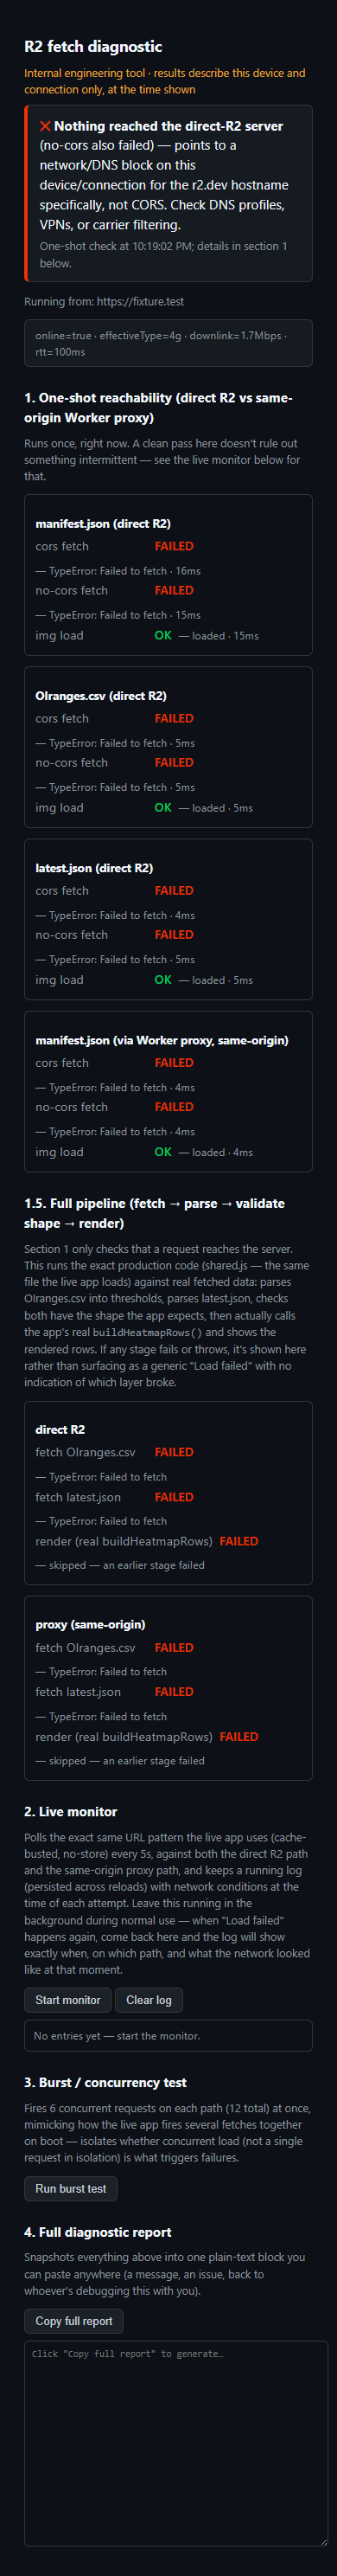 R2 fetch diagnostic
Internal engineering tool · results describe this device and
connection only, at the time shown
❌ Nothing reached the direct-R2 server
(no-cors also failed) — points to a
network/DNS block on this
device/connection for the r2.dev hostname
specifically, not CORS. Check DNS profiles,
VPNs, or carrier filtering.
One-shot check at 10:19:02 PM; details in section 1
below.
Running from: https://fixture.test
online=true · effectiveType=4g · downlink=1.7Mbps ·
rtt=100ms
1. One-shot reachability (direct R2 vs same-
origin Worker proxy)
Runs once, right now. A clean pass here doesn't rule out
something intermittent — see the live monitor below for
that.
manifest.json (direct R2)
cors fetch FAILED
— TypeError: Failed to fetch · 16ms
no-cors fetch FAILED
— TypeError: Failed to fetch · 15ms
img load OK — loaded · 15ms
OIranges.csv (direct R2)
cors fetch FAILED
— TypeError: Failed to fetch · 5ms
no-cors fetch FAILED
— TypeError: Failed to fetch · 5ms
img load OK — loaded · 5ms
latest.json (direct R2)
cors fetch FAILED
— TypeError: Failed to fetch · 4ms
no-cors fetch FAILED
— TypeError: Failed to fetch · 5ms
img load OK — loaded · 5ms
manifest.json (via Worker proxy, same-origin)
cors fetch FAILED
— TypeError: Failed to fetch · 4ms
no-cors fetch FAILED
— TypeError: Failed to fetch · 4ms
img load OK — loaded · 4ms
1.5. Full pipeline (fetch → parse → validate
shape → render)
Section 1 only checks that a request reaches the server.
This runs the exact production code (shared.js — the same
file the live app loads) against real fetched data: parses
OIranges.csv into thresholds, parses latest.json, checks
both have the shape the app expects, then actually calls
the app's real buildHeatmapRows() and shows the
rendered rows. If any stage fails or throws, it's shown here
rather than surfacing as a generic "Load failed" with no
indication of which layer broke.
direct R2
fetch OIranges.csv FAILED
— TypeError: Failed to fetch
fetch latest.json FAILED
— TypeError: Failed to fetch
render (real buildHeatmapRows) FAILED
— skipped — an earlier stage failed
proxy (same-origin)
fetch OIranges.csv FAILED
— TypeError: Failed to fetch
fetch latest.json FAILED
— TypeError: Failed to fetch
render (real buildHeatmapRows) FAILED
— skipped — an earlier stage failed
2. Live monitor
Polls the exact same URL pattern the live app uses (cache-
busted, no-store) every 5s, against both the direct R2 path
and the same-origin proxy path, and keeps a running log
(persisted across reloads) with network conditions at the
time of each attempt. Leave this running in the
background during normal use — when "Load failed"
happens again, come back here and the log will show
exactly when, on which path, and what the network looked
like at that moment.
Start monitor Clear log
No entries yet — start the monitor.
3. Burst / concurrency test
Fires 6 concurrent requests on each path (12 total) at once,
mimicking how the live app fires several fetches together
on boot — isolates whether concurrent load (not a single
request in isolation) is what triggers failures.
Run burst test
4. Full diagnostic report
Snapshots everything above into one plain-text block you
can paste anywhere (a message, an issue, back to
whoever's debugging this with you).
Copy full report
Click "Copy full report" to generate…